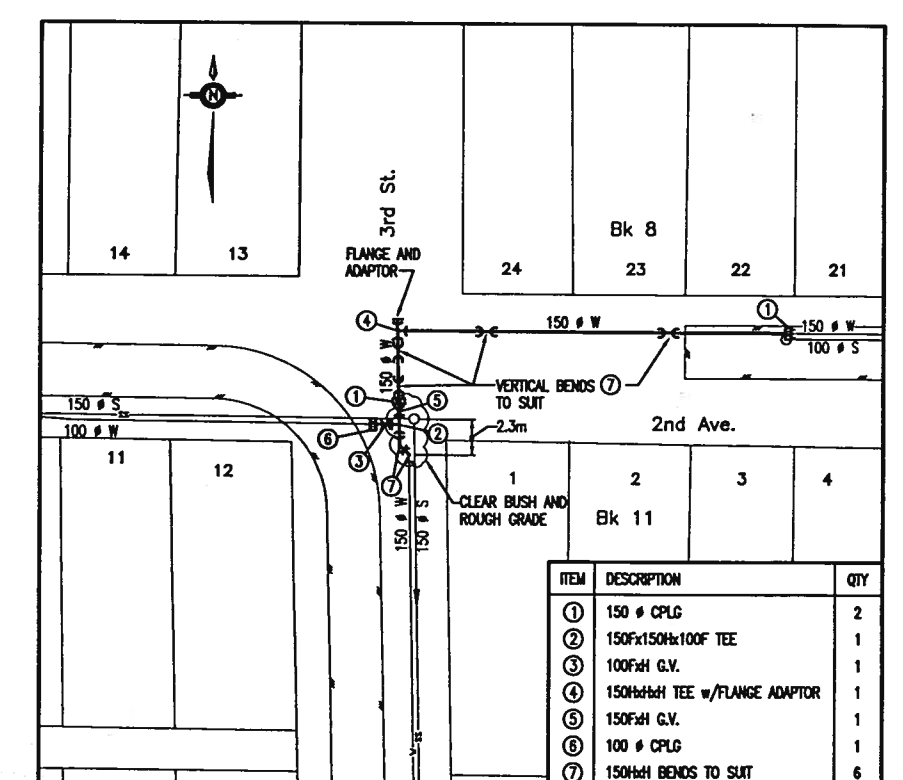 N
3rd St.
14
13
FLANGE AND
ADAPTOR
Bk 8
24
23
22
21
4
150 ø W
1
150 ø W
100 ø S
150 ø W
VERTICAL BENDS 7
TO SUIT
1
5
150 ø S
SS
100 ø W
6
3
2
2.3m
2nd Ave.
11
12
7
1
2
3
4
CLEAR BUSH AND
ROUGH GRADE
Bk 11
150 ø W
150 ø S
W
SS
ITEM DESCRIPTION QTY
1 150 ø CPLG 2
2 150Fx150Hx100F TEE 1
3 100FxH G.V. 1
4 150HxHxH TEE w/FLANGE ADAPTOR 1
5 150FxH G.V. 1
6 100 ø CPLG 1
7 150HxH BENDS TO SUIT 6